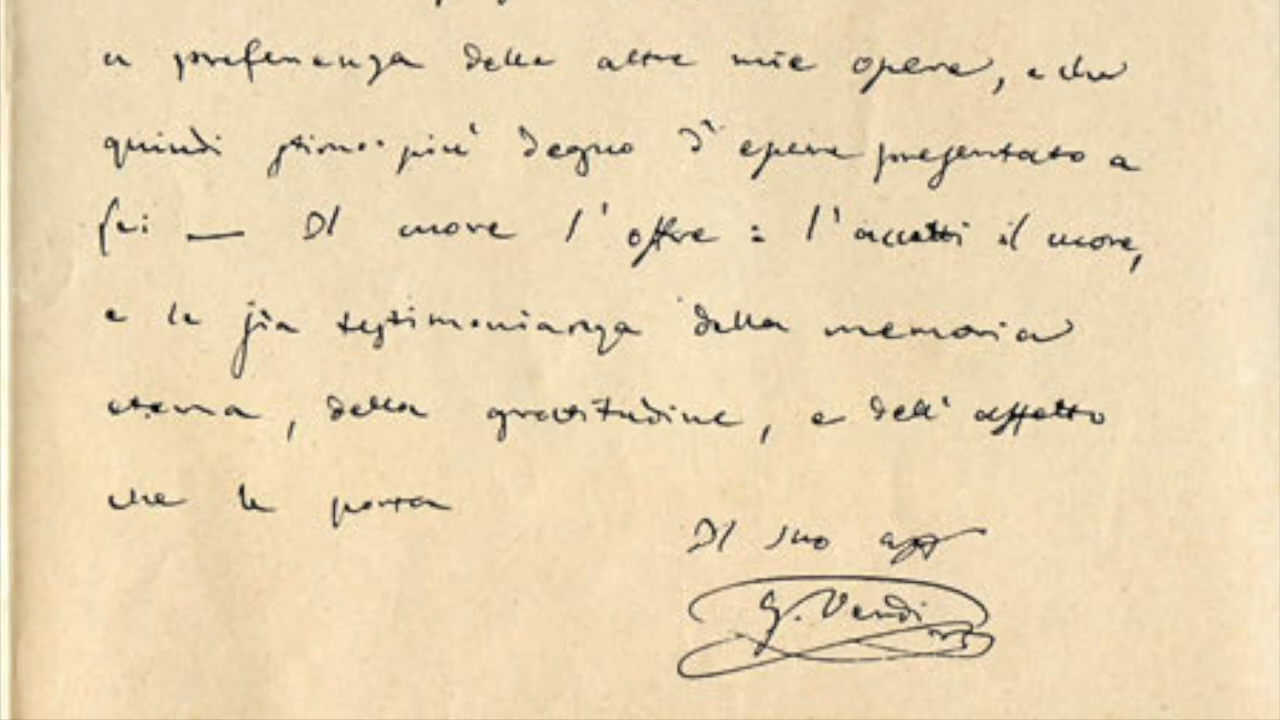 a preferenza delle altre mie opere, e che
quindi stimo più degno d'essere presentato a
Lei — Il cuore l'offre : l'accetti il cuore,
e le sia testimonianza della memoria
eterna, della gratitudine, e dell'affetto
che le porta
Il suo aff
G. Verdi